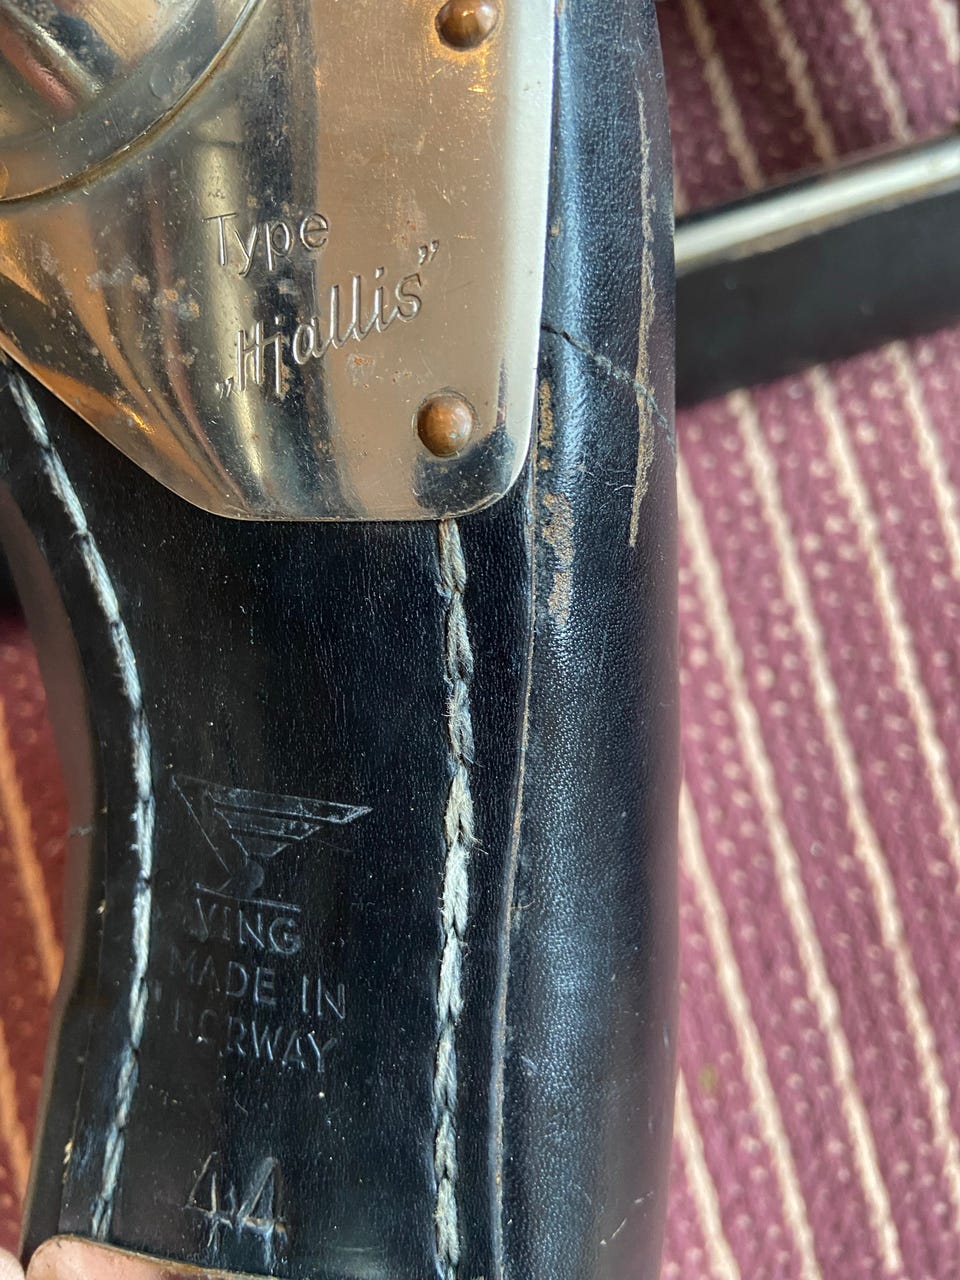 Type
„Hjallis”
VING
MADE IN
NORWAY
44